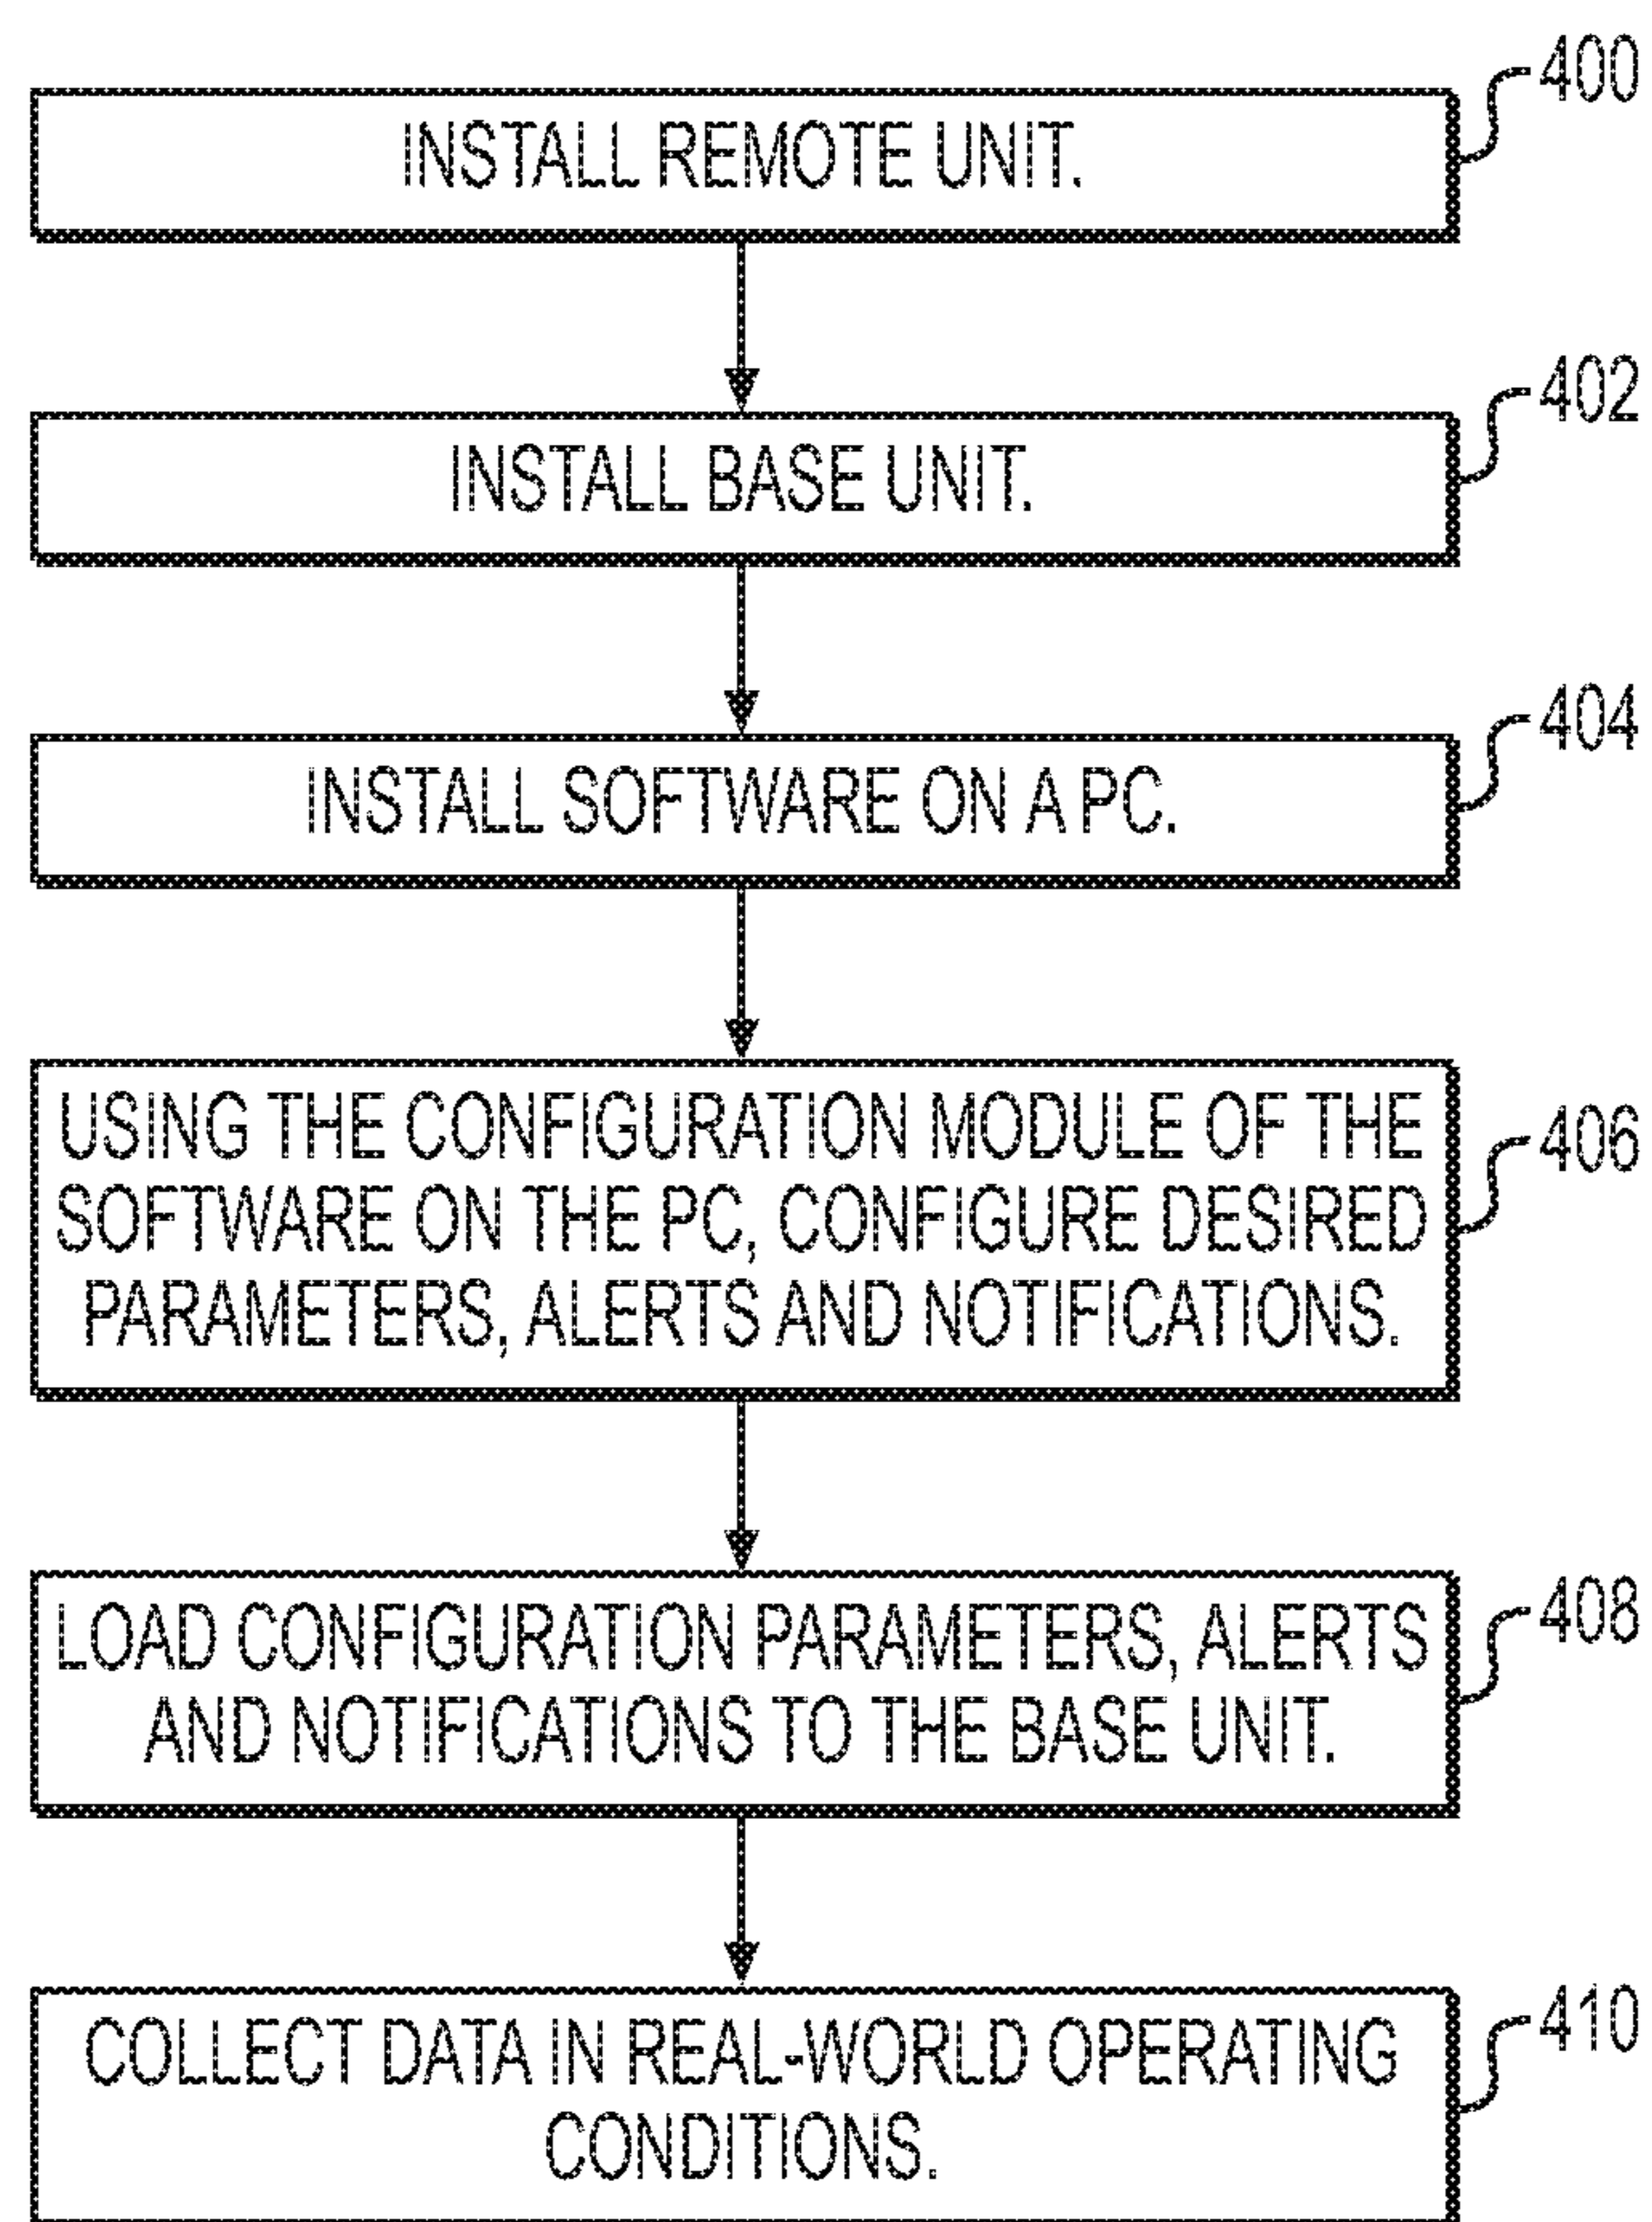 400
INSTALL REMOTE UNIT.
402
INSTALL BASE UNIT.
404
INSTALL SOFTWARE ON A PC.
406
USING THE CONFIGURATION MODULE OF THE
SOFTWARE ON THE PC, CONFIGURE DESIRED
PARAMETERS, ALERTS AND NOTIFICATIONS.
408
LOAD CONFIGURATION PARAMETERS, ALERTS
AND NOTIFICATIONS TO THE BASE UNIT.
410
COLLECT DATA IN REAL-WORLD OPERATING
CONDITIONS.